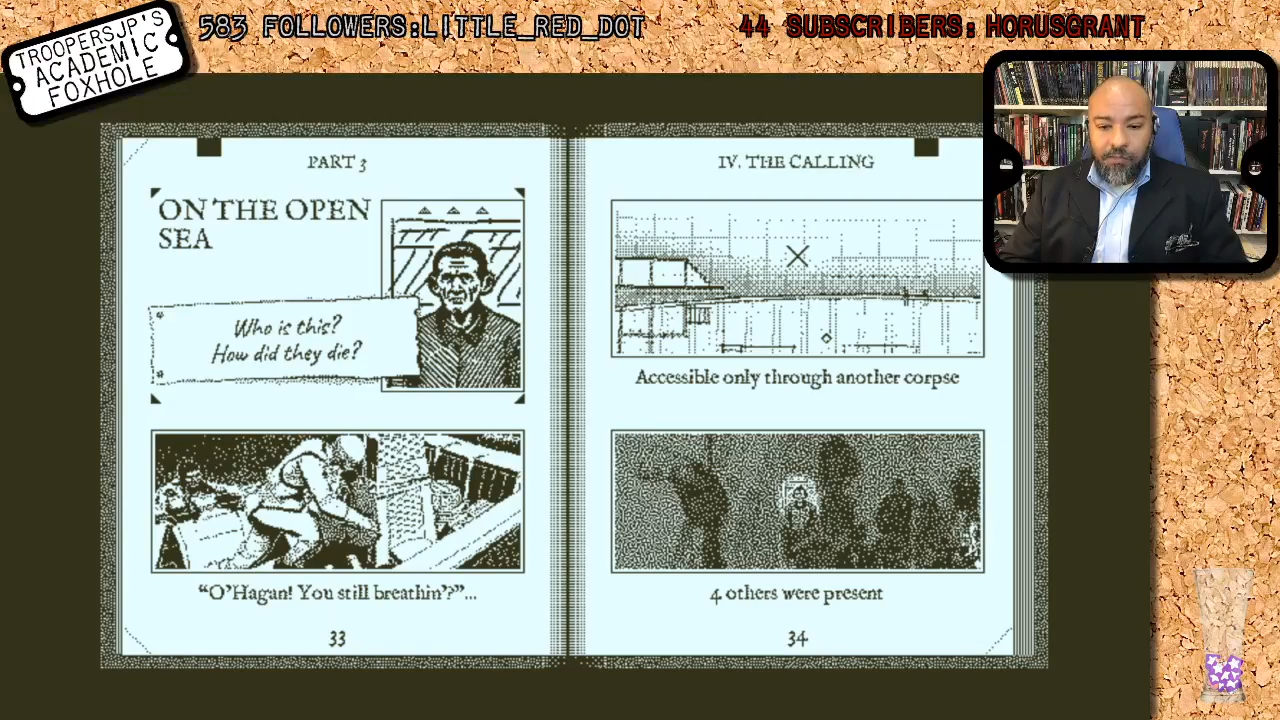 TROOPERSJP'S
ACADEMIC
FOXHOLE
583 FOLLOWERS:LITTLE_RED_DOT
44 SUBSCRIBERS: HORUSGRANT
PART 3
ON THE OPEN
SEA
Who is this?
How did they die?
"O'Hagan! You still breathin'?"...
33
IV. THE CALLING
Accessible only through another corpse
4 others were present
34